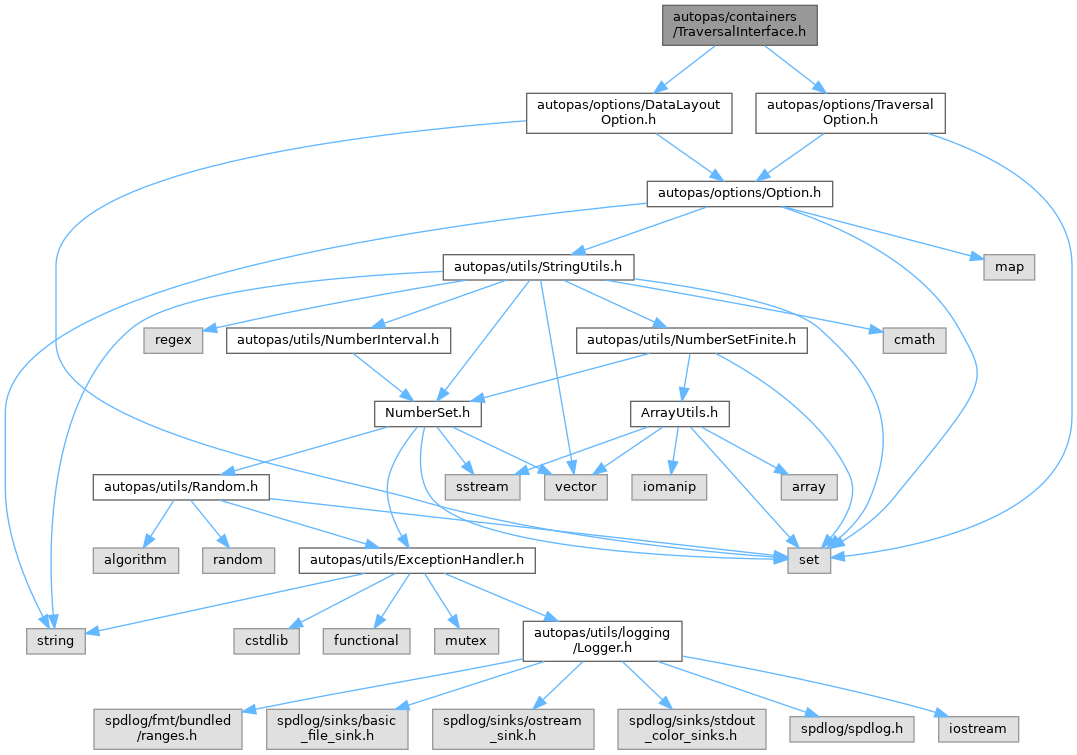 autopas/containers
/TraversalInterface.h
autopas/options/DataLayout
Option.h
autopas/options/Traversal
Option.h
autopas/options/Option.h
autopas/utils/StringUtils.h
map
regex
autopas/utils/NumberInterval.h
autopas/utils/NumberSetFinite.h
cmath
NumberSet.h
ArrayUtils.h
autopas/utils/Random.h
sstream
vector
iomanip
array
algorithm
random
autopas/utils/ExceptionHandler.h
set
string
cstdlib
functional
mutex
autopas/utils/logging
/Logger.h
spdlog/fmt/bundled
/ranges.h
spdlog/sinks/basic
_file_sink.h
spdlog/sinks/ostream
_sink.h
spdlog/sinks/stdout
_color_sinks.h
spdlog/spdlog.h
iostream